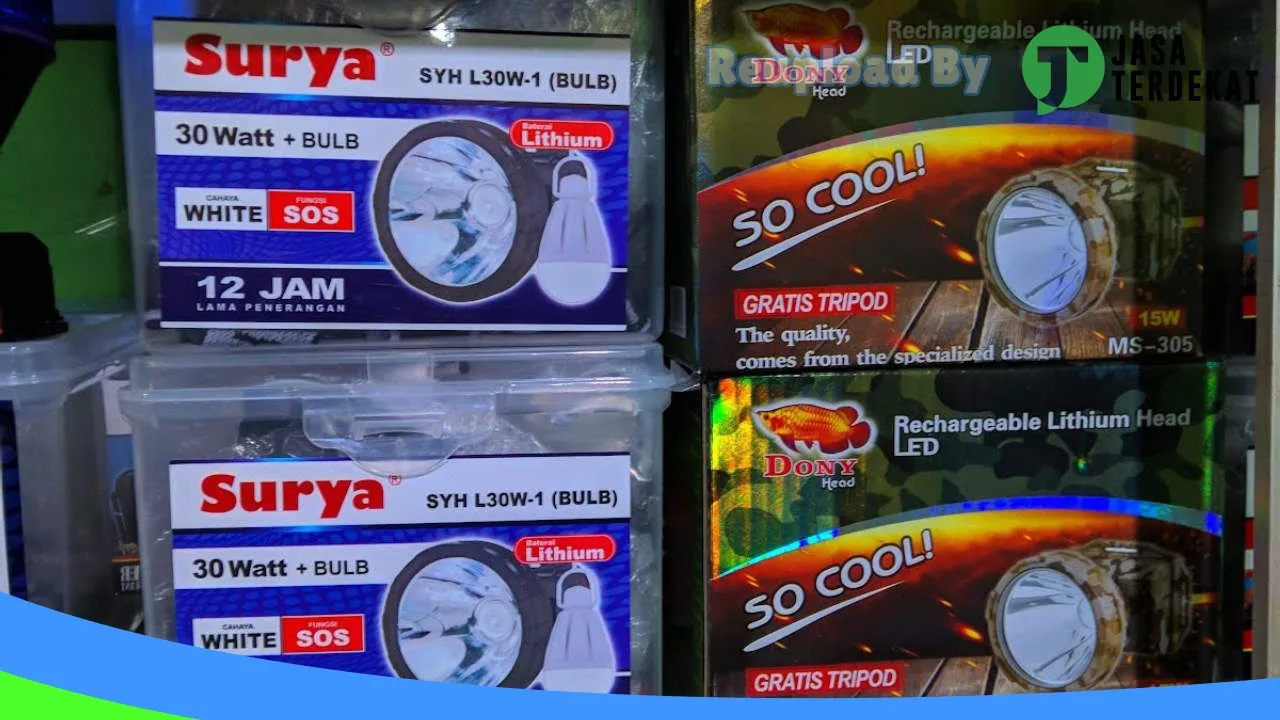 Surya®
SYH L30W-1 (BULB)
30 Watt + BULB
Baterai
Lithium
CAHAYA
WHITE
FUNGSI
SOS
12 JAM
LAMA PENERANGAN
Surya®
SYH L30W-1 (BULB)
30 Watt + BULB
Baterai
Lithium
CAHAYA
WHITE
FUNGSI
SOS
Rechargeable Lithium Head
LED
DONY
Head
Reupload By
JASA
TERDEKAT
SO COOL!
GRATIS TRIPOD
The quality,
comes from the specialized design
15W
MS-305
DONY
Head
Rechargeable Lithium Head
LED
SO COOL!
GRATIS TRIPOD